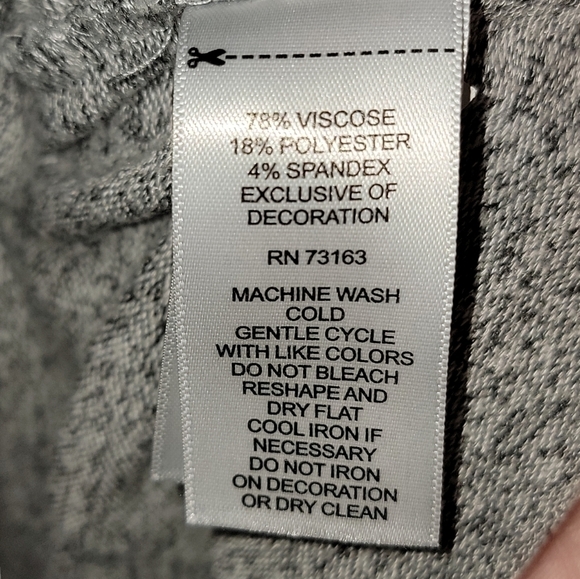 78% VISCOSE
18% POLYESTER
4% SPANDEX
EXCLUSIVE OF
DECORATION
RN 73163
MACHINE WASH
COLD
GENTLE CYCLE
WITH LIKE COLORS
DO NOT BLEACH
RESHAPE AND
DRY FLAT
COOL IRON IF
NECESSARY
DO NOT IRON
ON DECORATION
OR DRY CLEAN